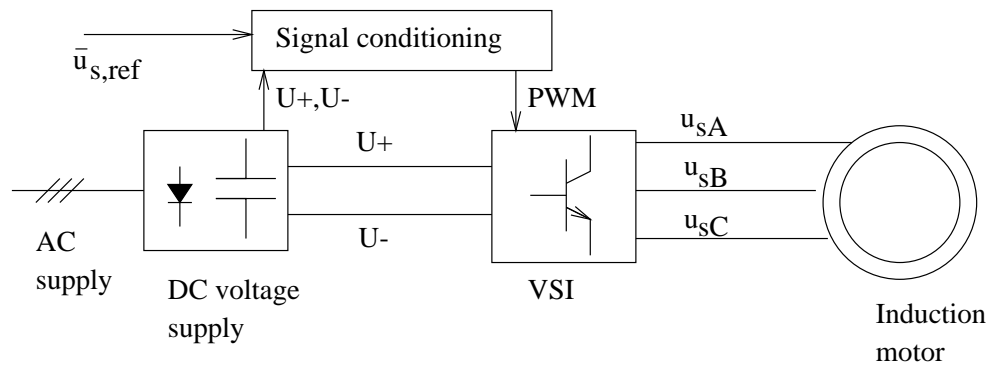 Signal conditioning
ū_s,ref
U+,U-
PWM
U+
U-
u_sA
u_sB
u_sC
AC
supply
DC voltage
supply
VSI
Induction
motor